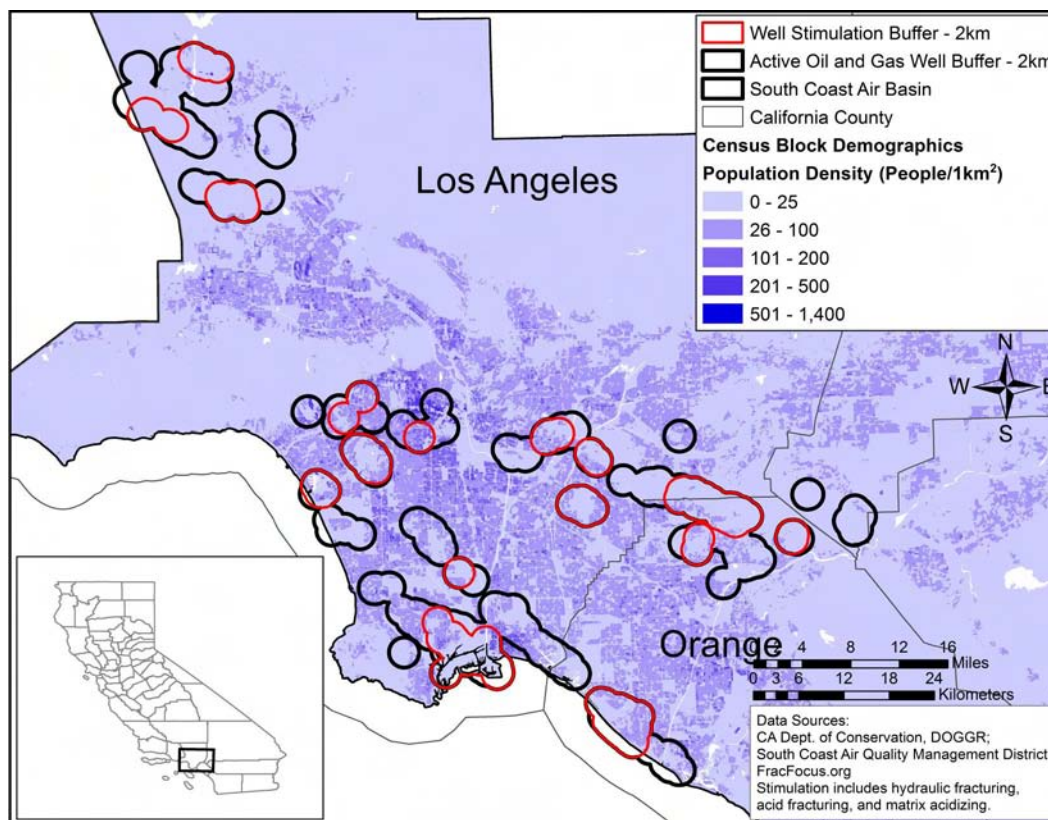 Well Stimulation Buffer - 2km
Active Oil and Gas Well Buffer - 2km
South Coast Air Basin
California County
Census Block Demographics
Population Density (People/1km²)
0 - 25
26 - 100
101 - 200
201 - 500
501 - 1,400
Los Angeles
N
W E
S
Orange
0 2 4 8 12 16
Miles
0 3 6 12 18 24
Kilometers
Data Sources:
CA Dept. of Conservation, DOGGR;
South Coast Air Quality Management District
FracFocus.org
Stimulation includes hydraulic fracturing,
acid fracturing, and matrix acidizing.